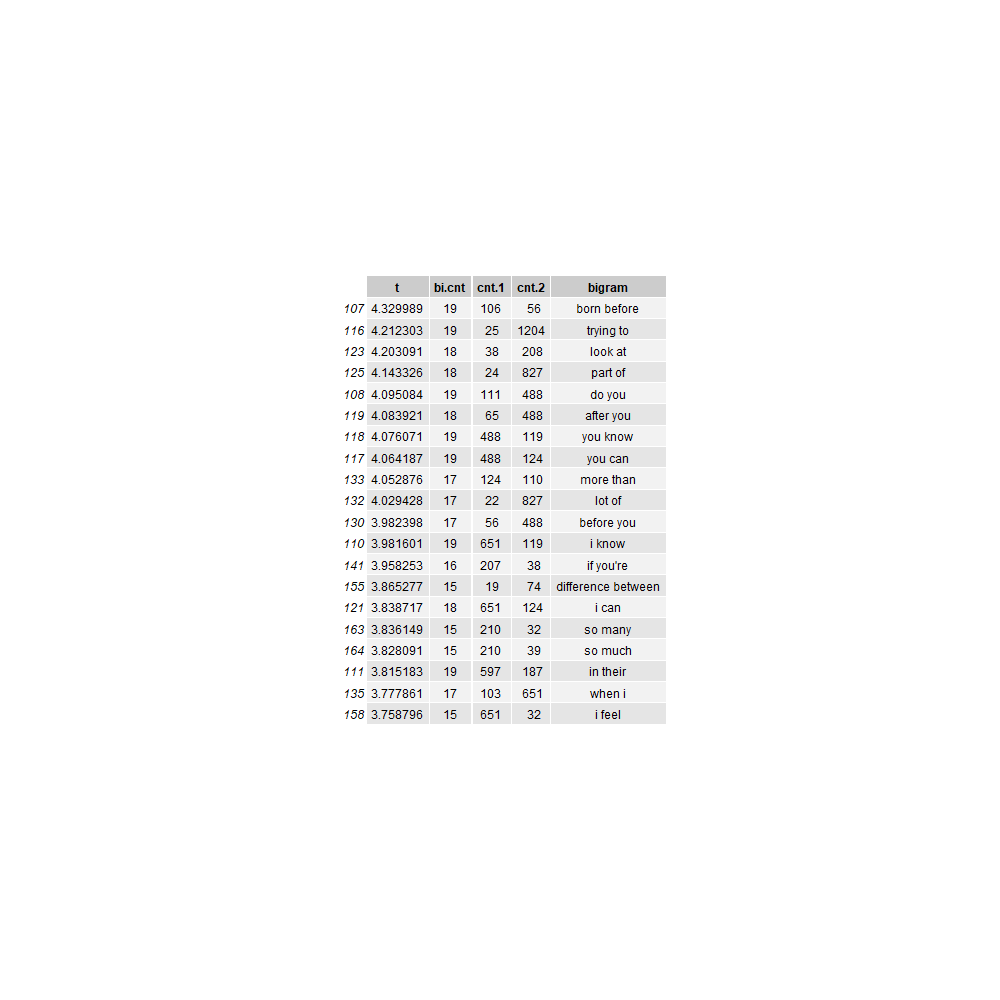 t bi.cnt cnt.1 cnt.2 bigram
107 4.329989 19 106 56 born before
116 4.212303 19 25 1204 trying to
123 4.203091 18 38 208 look at
125 4.143326 18 24 827 part of
108 4.095084 19 111 488 do you
119 4.083921 18 65 488 after you
118 4.076071 19 488 119 you know
117 4.064187 19 488 124 you can
133 4.052876 17 124 110 more than
132 4.029428 17 22 827 lot of
130 3.982398 17 56 488 before you
110 3.981601 19 651 119 i know
141 3.958253 16 207 38 if you're
155 3.865277 15 19 74 difference between
121 3.838717 18 651 124 i can
163 3.836149 15 210 32 so many
164 3.828091 15 210 39 so much
111 3.815183 19 597 187 in their
135 3.777861 17 103 651 when i
158 3.758796 15 651 32 i feel